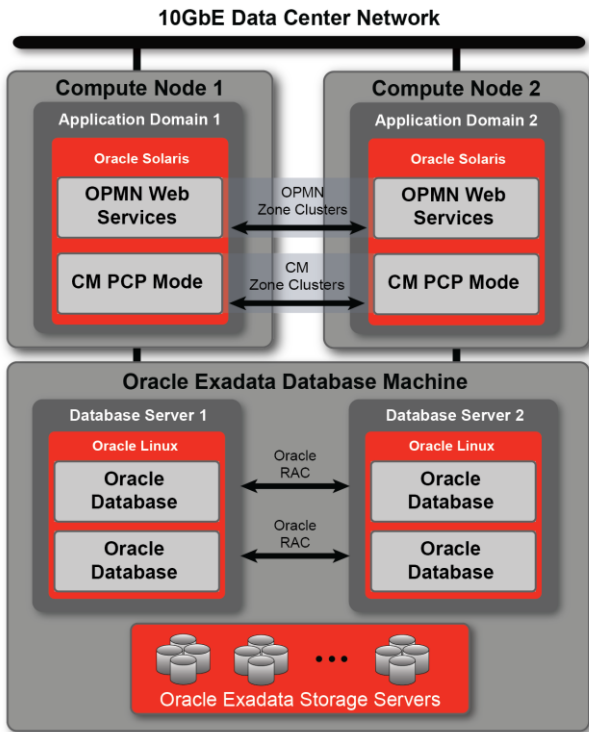 10GbE Data Center Network
Compute Node 1
Compute Node 2
Application Domain 1
Application Domain 2
Oracle Solaris
Oracle Solaris
OPMN Web
Services
OPMN
Zone Clusters
OPMN Web
Services
CM PCP Mode
CM
Zone Clusters
CM PCP Mode
Oracle Exadata Database Machine
Database Server 1
Database Server 2
Oracle Linux
Oracle Linux
Oracle
Database
Oracle
RAC
Oracle
Database
Oracle
Database
Oracle
RAC
Oracle
Database
Oracle Exadata Storage Servers